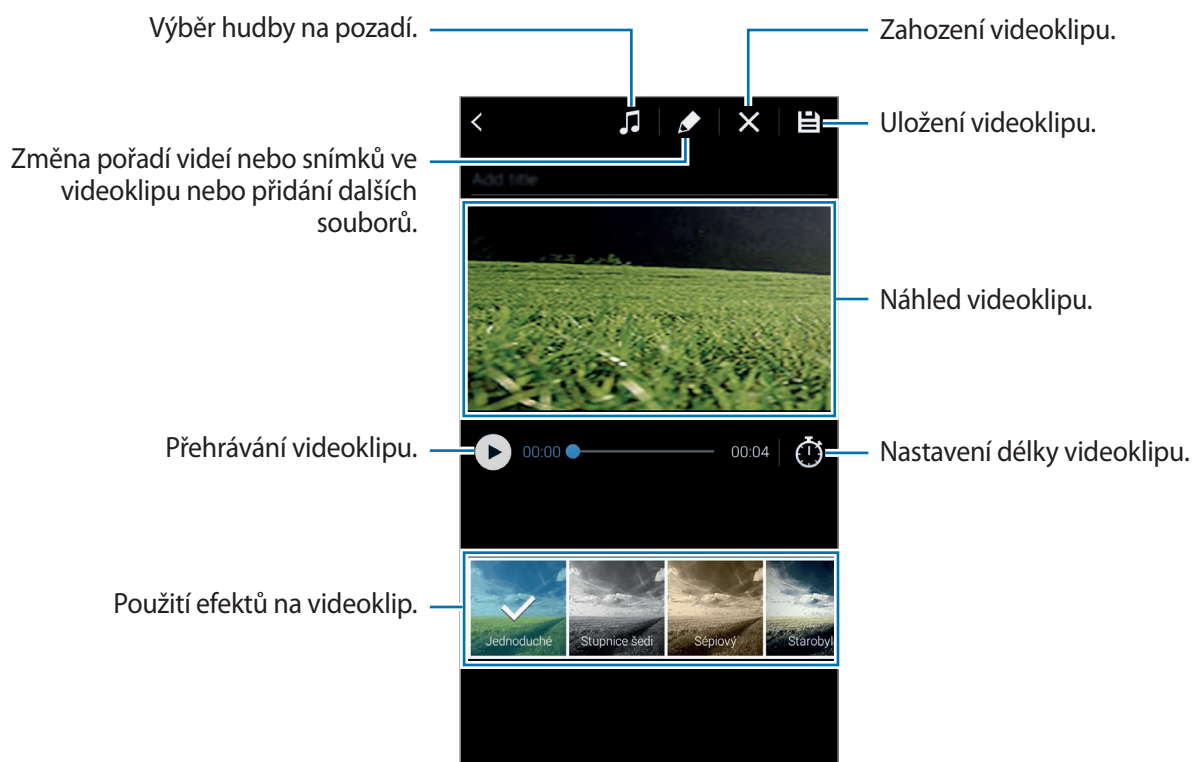 Výběr hudby na pozadí.
Zahození videoklipu.
Uložení videoklipu.
Změna pořadí videí nebo snímků ve
videoklipu nebo přidání dalších
souborů.
Add title
Náhled videoklipu.
Přehrávání videoklipu.
00:00
00:04
Nastavení délky videoklipu.
Použití efektů na videoklip.
Jednoduché
Stupnice šedi
Sépiový
Starobyl